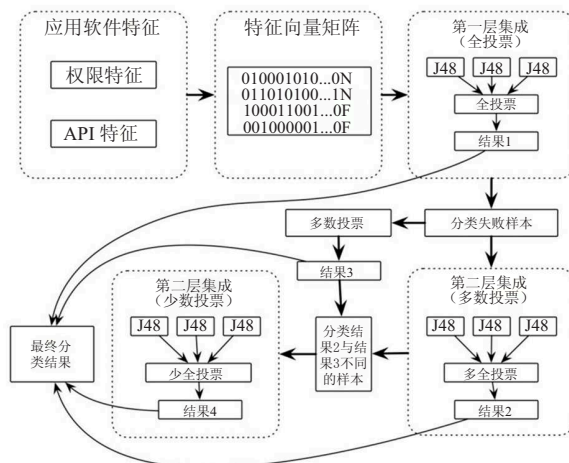 应用软件特征
权限特征
API 特征
特征向量矩阵
010001010...0N
011010100...1N
100011001...0F
001000001...0F
第一层集成
（全投票）
J48 J48 J48
全投票
结果1
多数投票
分类失败样本
结果3
第二层集成
（少数投票）
J48 J48 J48
少全投票
结果4
分类结
果2与结
果3不同
的样本
第二层集成
（多数投票）
J48 J48 J48
多全投票
结果2
最终分
类结果